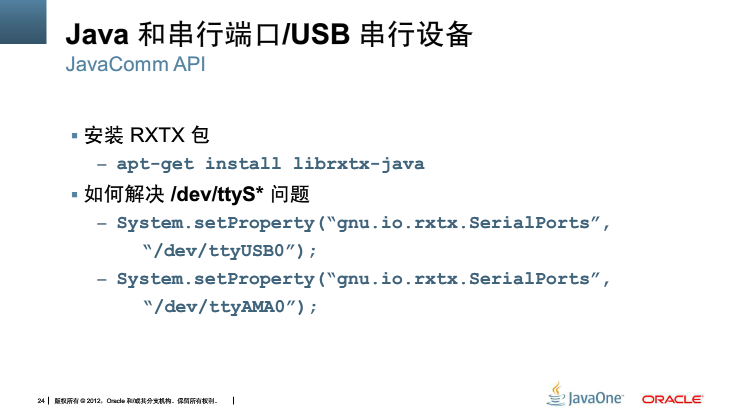 Java 和串行端口/USB 串行设备
JavaComm API
▪ 安装 RXTX 包
– apt-get install librxtx-java
▪ 如何解决 /dev/ttyS* 问题
– System.setProperty(“gnu.io.rxtx.SerialPorts”,
“/dev/ttyUSB0”);
– System.setProperty(“gnu.io.rxtx.SerialPorts”,
“/dev/ttyAMA0”);
24 | 版权所有 © 2012，Oracle 和/或其分支机构。保留所有权利。 |
JavaOne™
ORACLE®